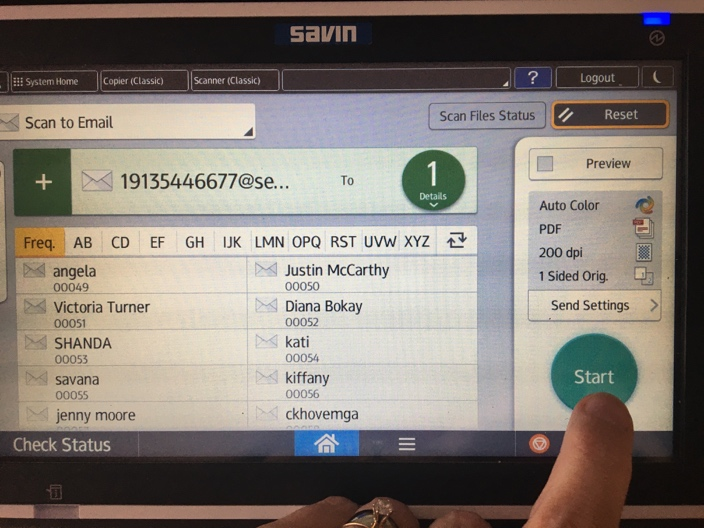 savin
System Home Copier (Classic) Scanner (Classic) ? Logout
Scan to Email Scan Files Status Reset
+ 19135446677@se... To 1 Details
Preview
Auto Color
PDF
200 dpi
1 Sided Orig.
Send Settings
Start
Freq. AB CD EF GH IJK LMN OPQ RST UVW XYZ
angela Justin McCarthy
00049 00050
Victoria Turner Diana Bokay
00051 00052
SHANDA kati
00053 00054
savana kiffany
00055 00056
jenny moore ckhovemga
Check Status